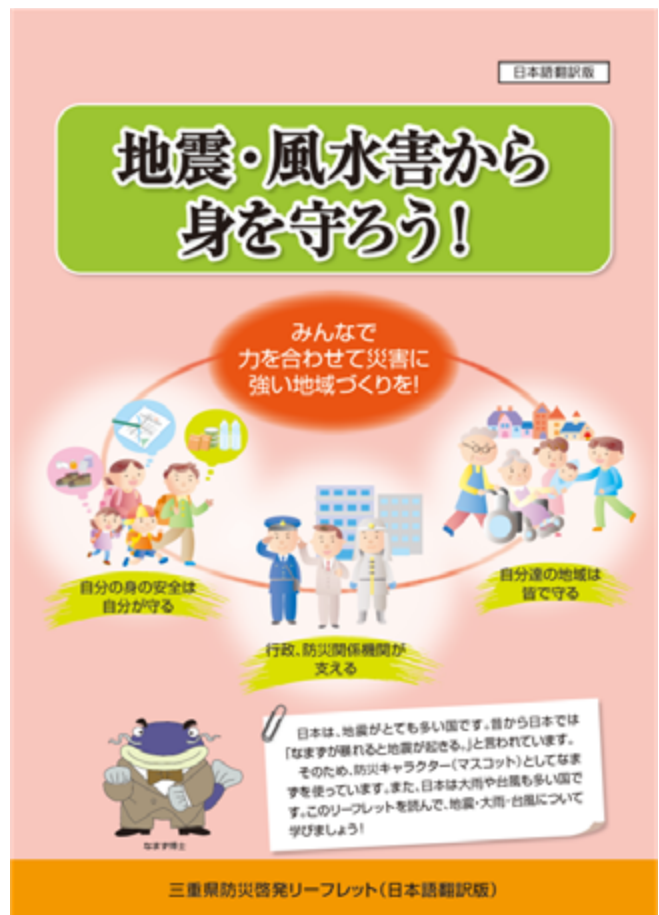 日本語翻訳版
地震・風水害から
身を守ろう！
みんなで
力を合わせて災害に
強い地域づくりを！
自分の身の安全は
自分が守る
自分達の地域は
皆で守る
行政、防災関係機関が
支える
日本は、地震がとても多い国です。昔から日本では
「なまずが暴れると地震が起きる。」と言われています。
そのため、防災キャラクター（マスコット）としてなま
ずを使っています。また、日本は大雨や台風も多い国で
す。このリーフレットを読んで、地震・大雨・台風について
学びましょう！
なまず博士
三重県防災啓発リーフレット（日本語翻訳版）